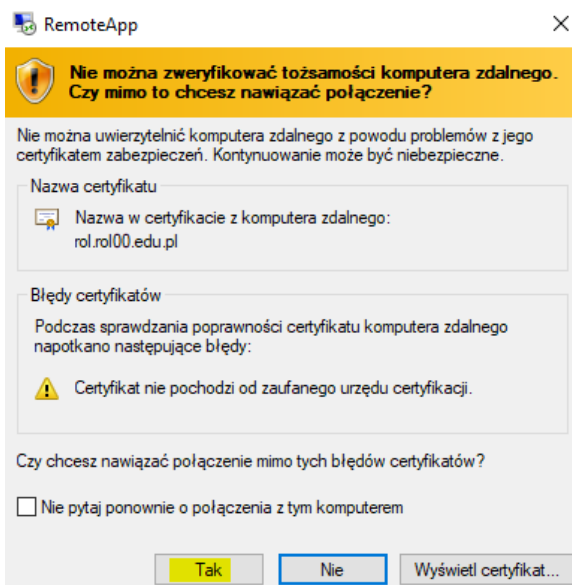 RemoteApp
Nie można zweryfikować tożsamości komputera zdalnego.
Czy mimo to chcesz nawiązać połączenie?
Nie można uwierzytelnić komputera zdalnego z powodu problemów z jego
certyfikatem zabezpieczeń. Kontynuowanie może być niebezpieczne.
Nazwa certyfikatu
Nazwa w certyfikacie z komputera zdalnego:
rol.rol00.edu.pl
Błędy certyfikatów
Podczas sprawdzania poprawności certyfikatu komputera zdalnego
napotkano następujące błędy:
Certyfikat nie pochodzi od zaufanego urzędu certyfikacji.
Czy chcesz nawiązać połączenie mimo tych błędów certyfikatów?
Nie pytaj ponownie o połączenia z tym komputerem
Tak Nie Wyświetl certyfikat...